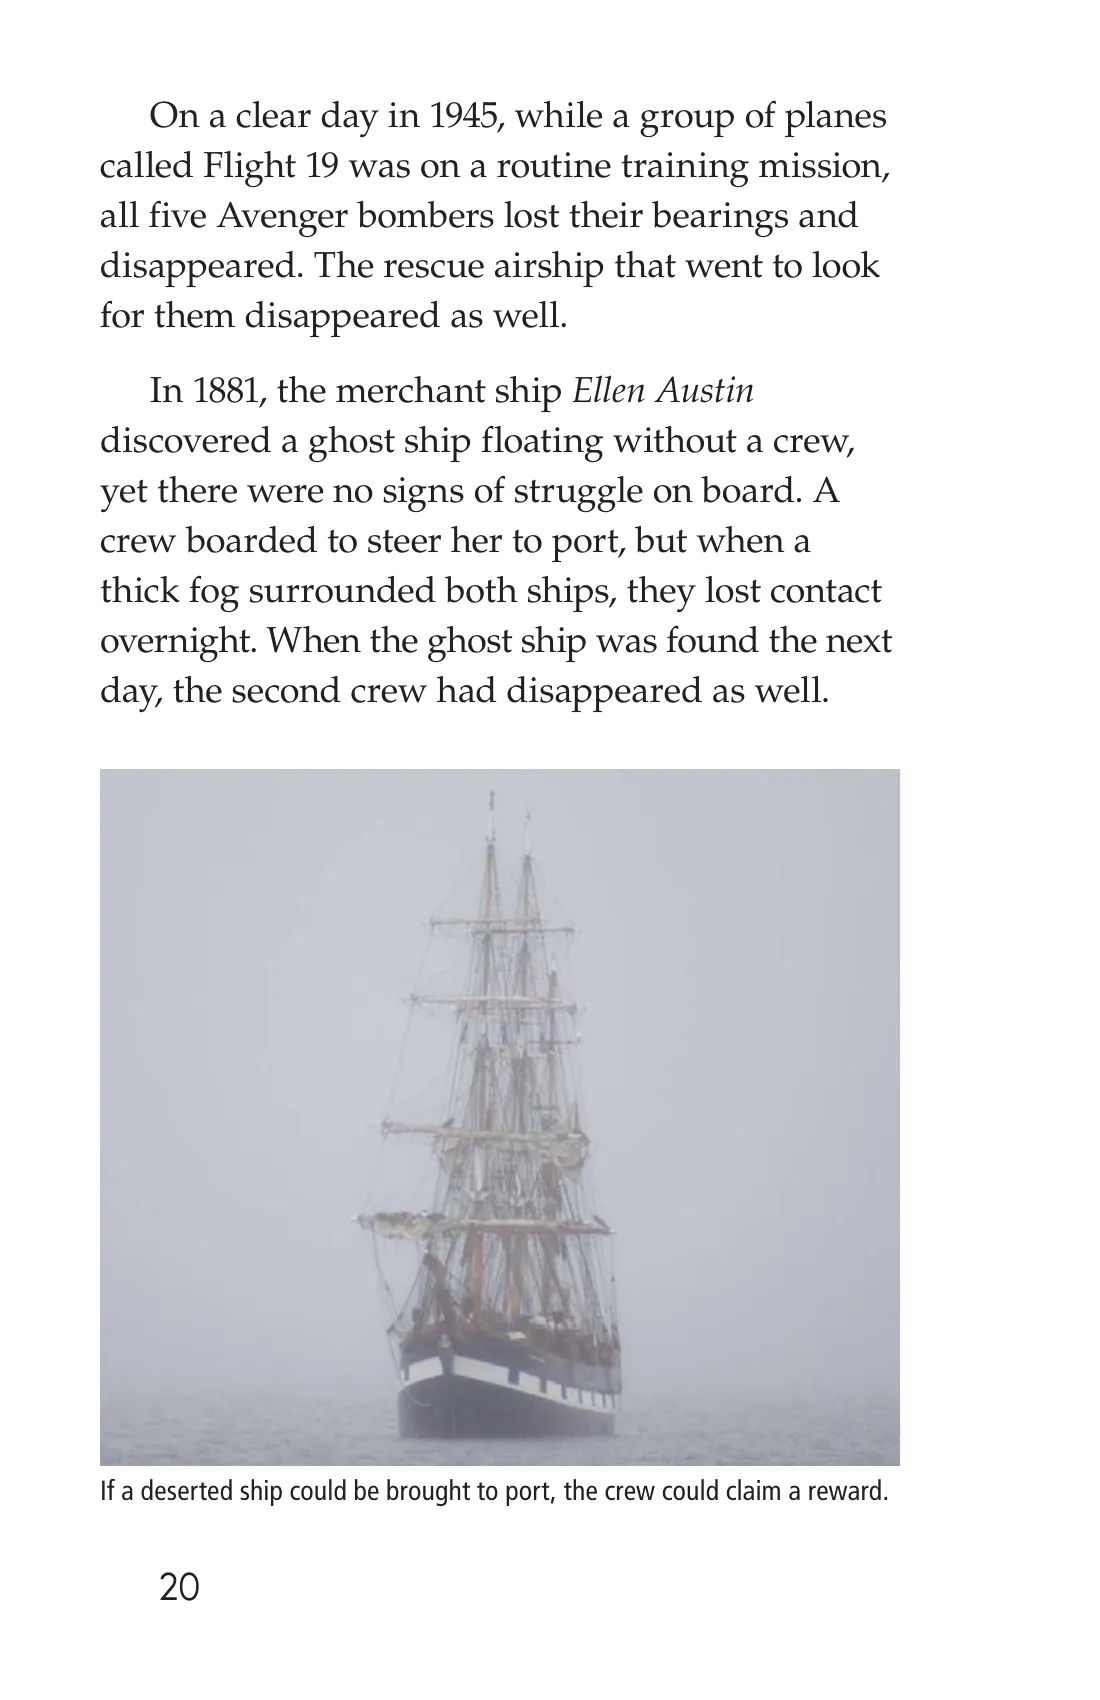 On a clear day in 1945, while a group of planes
called Flight 19 was on a routine training mission,
all five Avenger bombers lost their bearings and
disappeared. The rescue airship that went to look
for them disappeared as well.
In 1881, the merchant ship Ellen Austin
discovered a ghost ship floating without a crew,
yet there were no signs of struggle on board. A
crew boarded to steer her to port, but when a
thick fog surrounded both ships, they lost contact
overnight. When the ghost ship was found the next
day, the second crew had disappeared as well.
If a deserted ship could be brought to port, the crew could claim a reward.
20